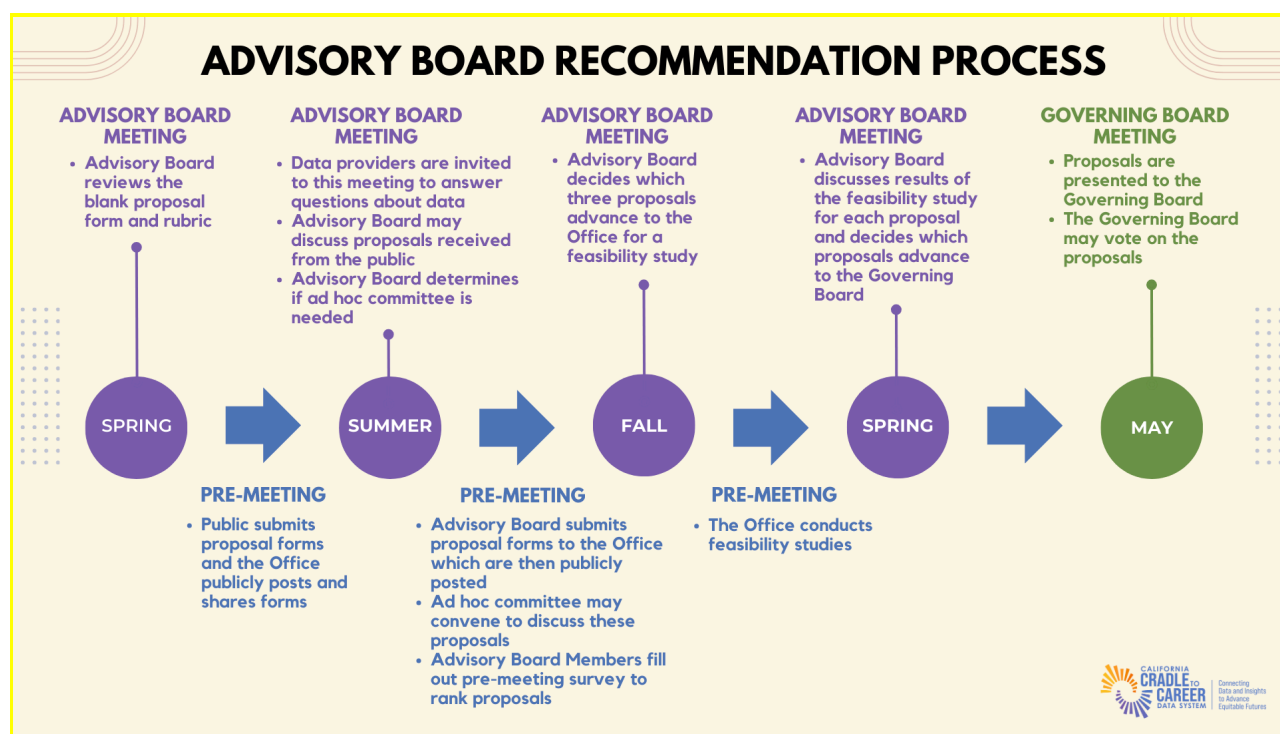 ADVISORY BOARD RECOMMENDATION PROCESS
ADVISORY BOARD
MEETING
• Advisory Board
reviews the
blank proposal
form and rubric
ADVISORY BOARD
MEETING
• Data providers are invited
to this meeting to answer
questions about data
• Advisory Board may
discuss proposals received
from the public
• Advisory Board determines
if ad hoc committee is
needed
ADVISORY BOARD
MEETING
• Advisory Board
decides which
three proposals
advance to the
Office for a
feasibility study
ADVISORY BOARD
MEETING
• Advisory Board
discusses results of
the feasibility study
for each proposal
and decides which
proposals advance
to the Governing
Board
GOVERNING BOARD
MEETING
• Proposals are
presented to the
Governing Board
• The Governing Board
may vote on the
proposals
SPRING
SUMMER
FALL
SPRING
MAY
PRE-MEETING
• Public submits
proposal forms
and the Office
publicly posts and
shares forms
PRE-MEETING
• Advisory Board submits
proposal forms to the Office
which are then publicly
posted
• Ad hoc committee may
convene to discuss these
proposals
• Advisory Board Members fill
out pre-meeting survey to
rank proposals
PRE-MEETING
• The Office conducts
feasibility studies
CALIFORNIA
CRADLE TO
CAREER
DATA SYSTEM
Connecting
Data and Insights
to Advance
Equitable Futures